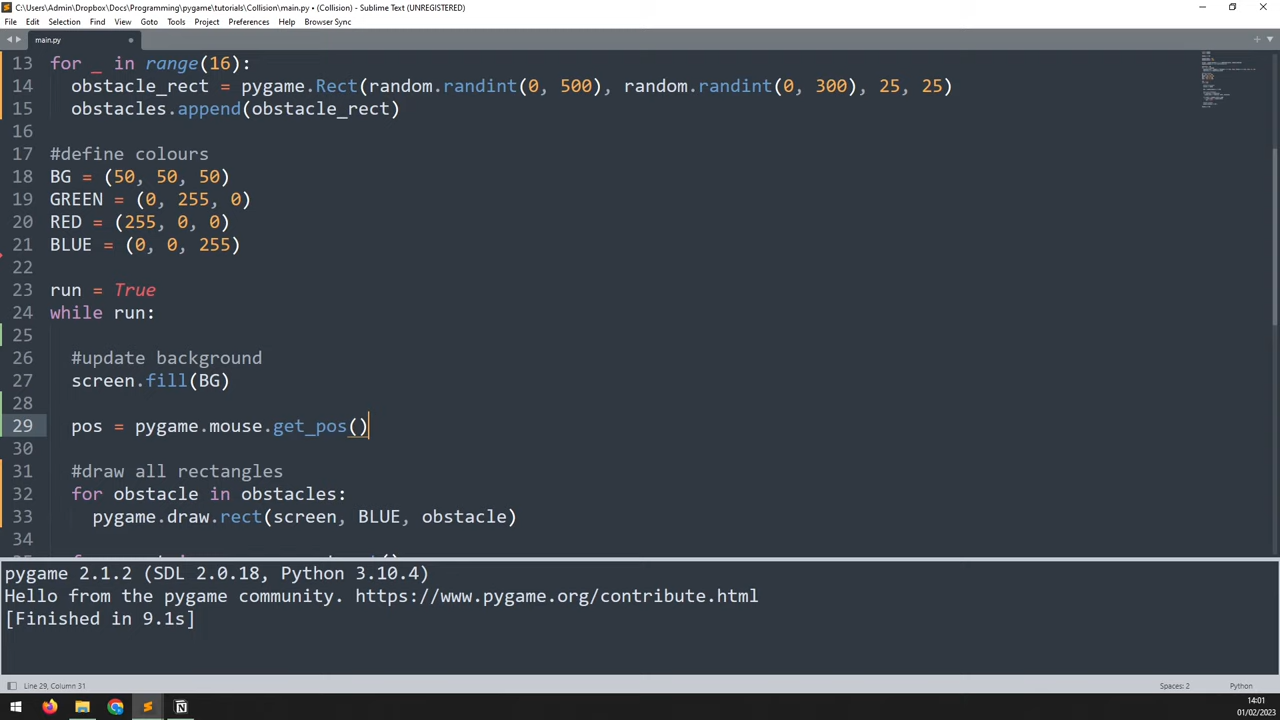 C:\Users\Admin\Dropbox\Docs\Programming\pygame\tutorials\Collision\main.py • (Collision) - Sublime Text (UNREGISTERED)
File Edit Selection Find View Goto Tools Project Preferences Help Browser Sync
main.py
13 for _ in range(16):
14   obstacle_rect = pygame.Rect(random.randint(0, 500), random.randint(0, 300), 25, 25)
15   obstacles.append(obstacle_rect)
16
17 #define colours
18 BG = (50, 50, 50)
19 GREEN = (0, 255, 0)
20 RED = (255, 0, 0)
21 BLUE = (0, 0, 255)
22
23 run = True
24 while run:
25
26   #update background
27   screen.fill(BG)
28
29   pos = pygame.mouse.get_pos()
30
31   #draw all rectangles
32   for obstacle in obstacles:
33     pygame.draw.rect(screen, BLUE, obstacle)
34
pygame 2.1.2 (SDL 2.0.18, Python 3.10.4)
Hello from the pygame community. https://www.pygame.org/contribute.html
[Finished in 9.1s]
Line 29, Column 31 Spaces: 2 Python
14:01
01/02/2023